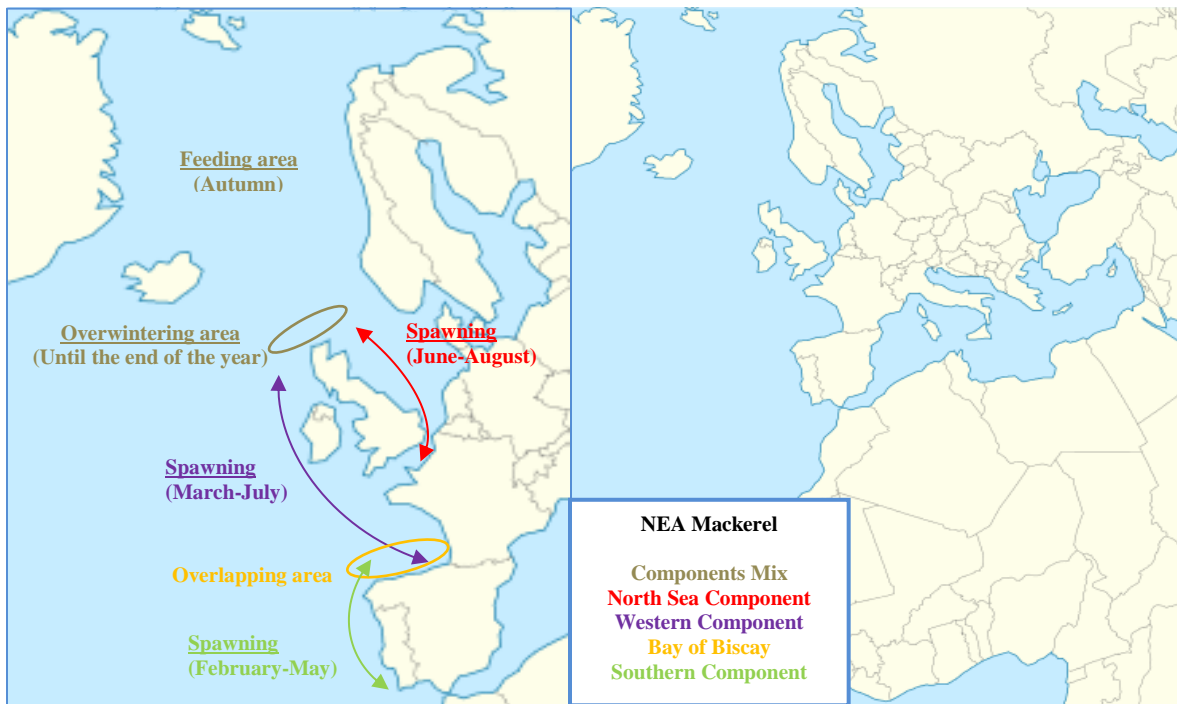 Feeding area
(Autumn)
Overwintering area
(Until the end of the year)
Spawning
(June-August)
Spawning
(March-July)
Overlapping area
Spawning
(February-May)
NEA Mackerel
Components Mix
North Sea Component
Western Component
Bay of Biscay
Southern Component